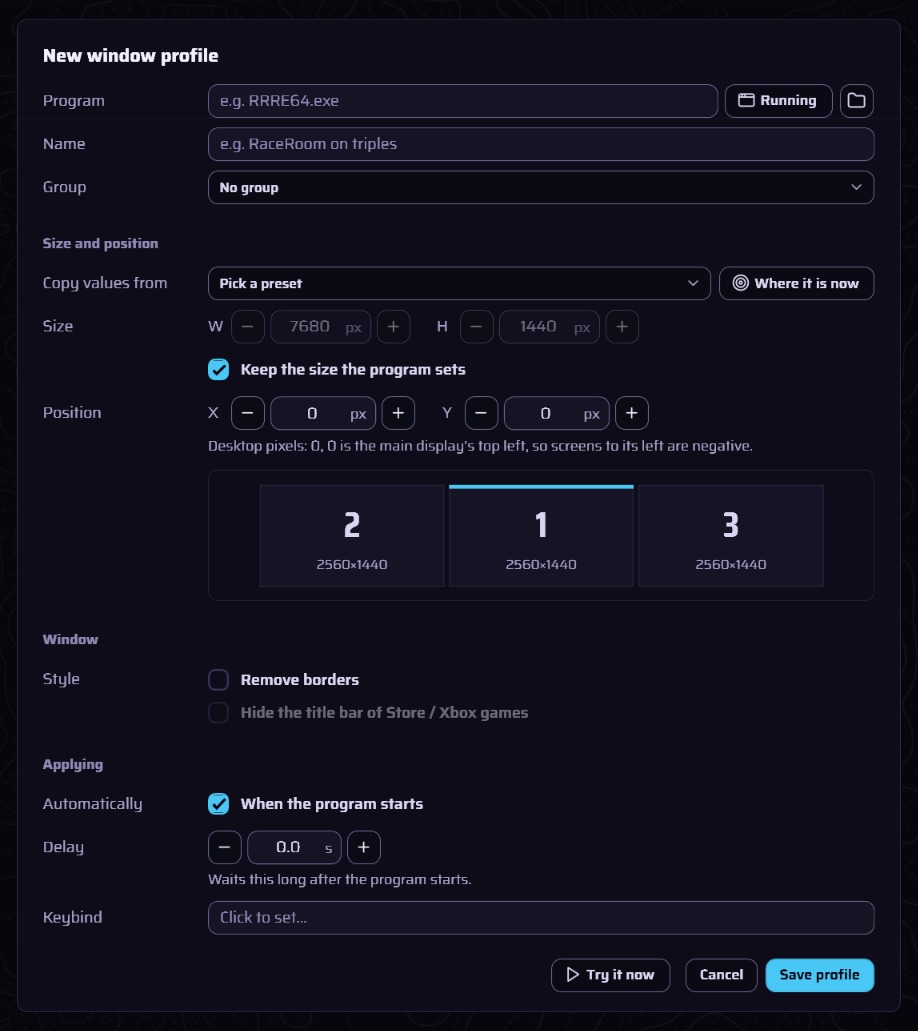 New window profile
Program e.g. RRRE64.exe Running
Name e.g. RaceRoom on triples
Group No group
Size and position
Copy values from Pick a preset Where it is now
Size W − 7680 px + H − 1440 px +
Keep the size the program sets
Position X − 0 px + Y − 0 px +
Desktop pixels: 0, 0 is the main display's top left, so screens to its left are negative.
2 1 3
2560×1440 2560×1440 2560×1440
Window
Style Remove borders
Hide the title bar of Store / Xbox games
Applying
Automatically When the program starts
Delay − 0.0 s +
Waits this long after the program starts.
Keybind Click to set...
Try it now Cancel Save profile